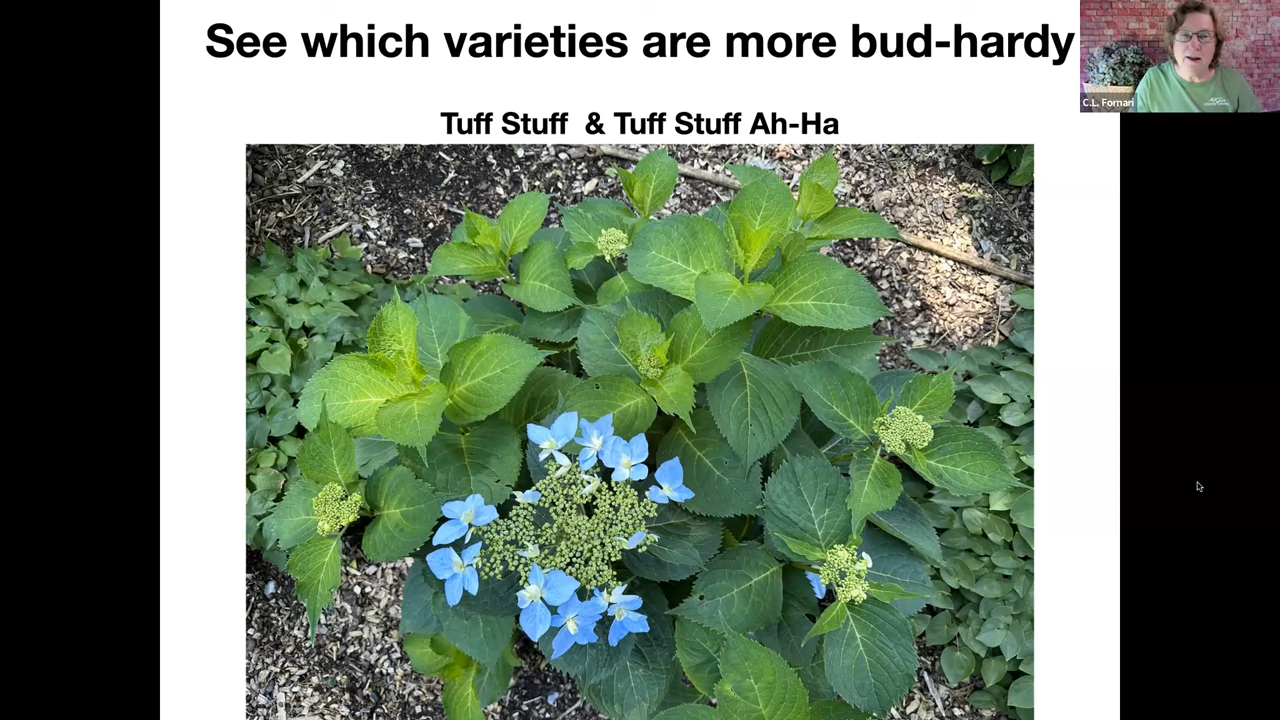 See which varieties are more bud-hardy
Tuff Stuff & Tuff Stuff Ah-Ha
C.L. Fornari